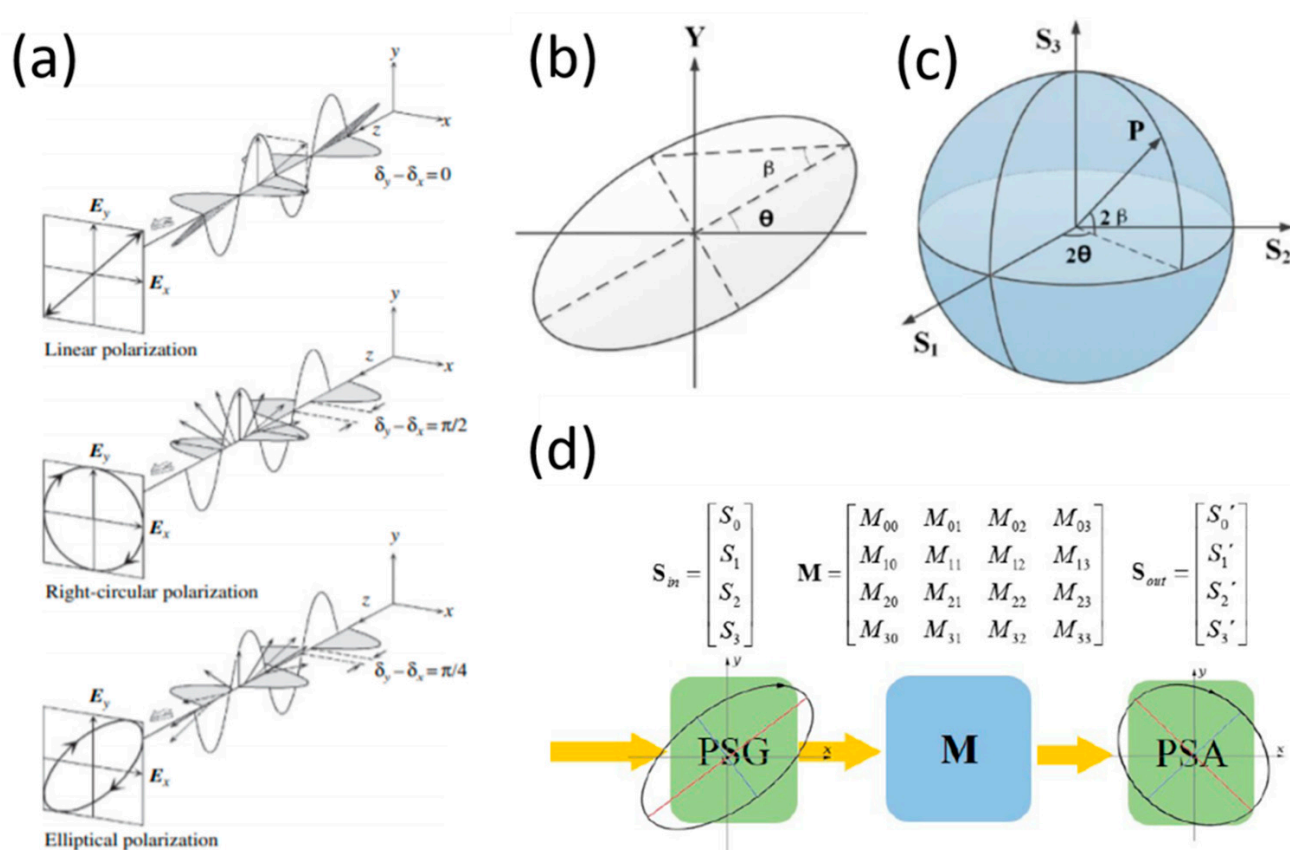 (a)
y
x
z
δy − δx = 0
Ey
Ex
Linear polarization
y
x
z
δy − δx = π/2
Ey
Ex
Right-circular polarization
y
x
z
δy − δx = π/4
Ey
Ex
Elliptical polarization
(b)
Y
β
θ
(c)
S3
P
2β
2θ
S2
S1
(d)
Sin = [S0 S1 S2 S3]
M = [M00 M01 M02 M03
M10 M11 M12 M13
M20 M21 M22 M23
M30 M31 M32 M33]
Sout = [S0′ S1′ S2′ S3′]
y
x
PSG
M
y
x
PSA